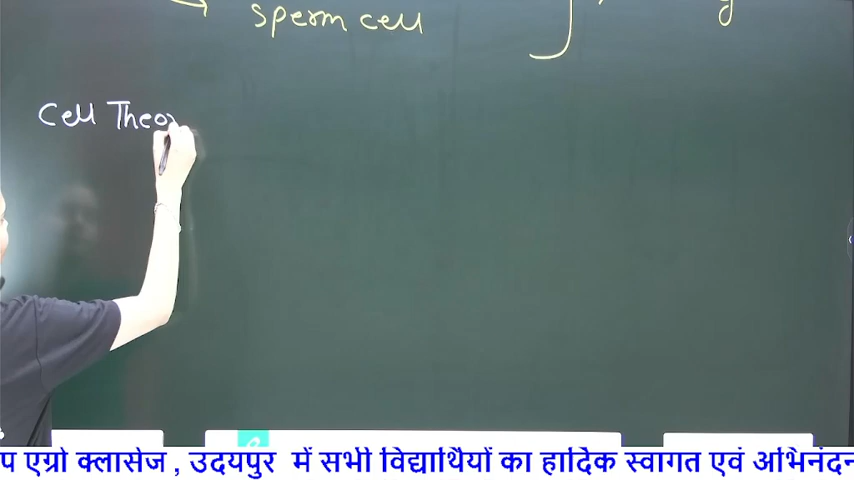 sperm cell
Cell Theo
प एग्रो क्लासेज , उदयपुर में सभी विद्यार्थियों का हार्दिक स्वागत एवं अभिनंदन